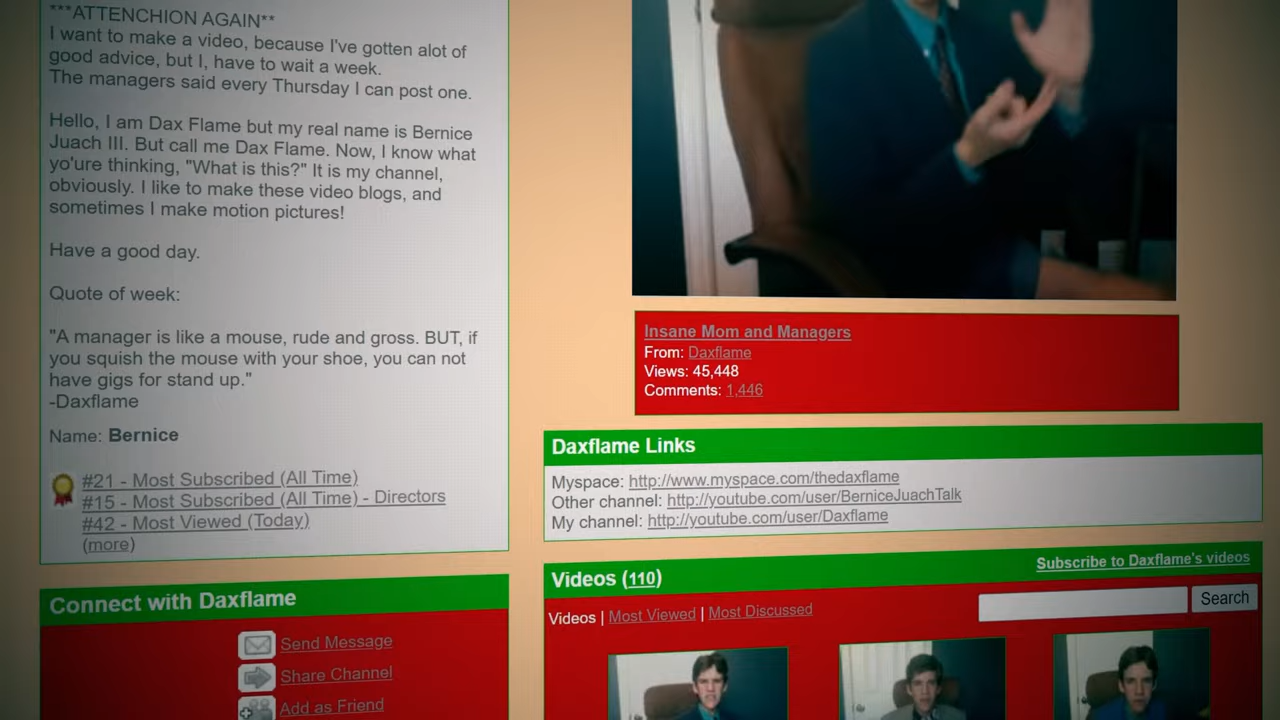 ***ATTENCHION AGAIN**
I want to make a video, because I've gotten alot of
good advice, but I, have to wait a week.
The managers said every Thursday I can post one.
Hello, I am Dax Flame but my real name is Bernice
Juach III. But call me Dax Flame. Now, I know what
yo'ure thinking, "What is this?" It is my channel,
obviously. I like to make these video blogs, and
sometimes I make motion pictures!
Have a good day.
Quote of week:
"A manager is like a mouse, rude and gross. BUT, if
you squish the mouse with your shoe, you can not
have gigs for stand up."
-Daxflame
Name: Bernice
#21 - Most Subscribed (All Time)
#15 - Most Subscribed (All Time) - Directors
#42 - Most Viewed (Today)
(more)
Connect with Daxflame
Send Message
Share Channel
Add as Friend
Insane Mom and Managers
From: Daxflame
Views: 45,448
Comments: 1,446
Daxflame Links
Myspace: http://www.myspace.com/thedaxflame
Other channel: http://youtube.com/user/BerniceJuachTalk
My channel: http://youtube.com/user/Daxflame
Videos (110)
Subscribe to Daxflame's videos
Videos | Most Viewed | Most Discussed
Search